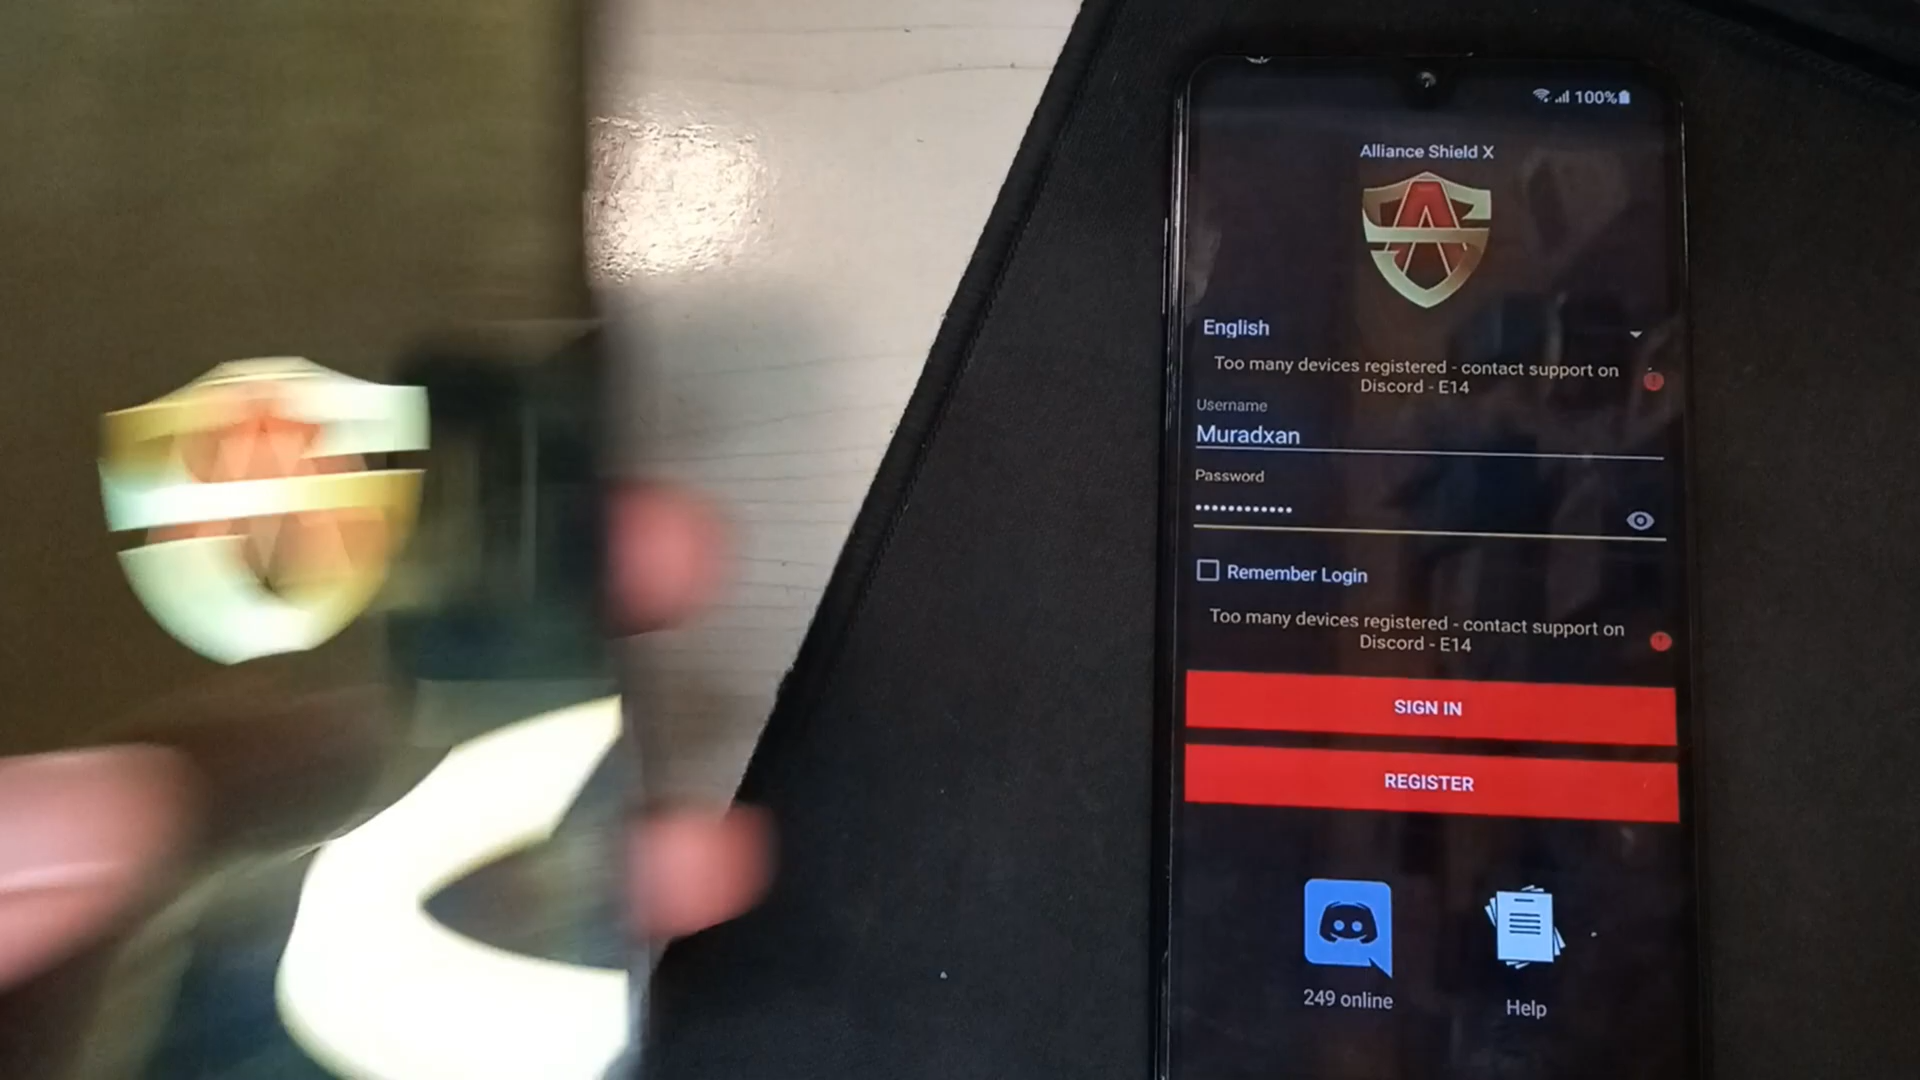 100%
Alliance Shield X
English
Too many devices registered - contact support on
Discord - E14
Username
Muradxan
Password
••••••••••••
Remember Login
Too many devices registered - contact support on
Discord - E14
SIGN IN
REGISTER
249 online
Help